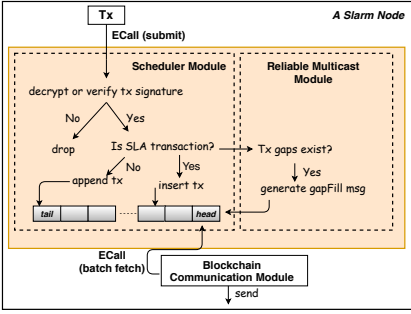 Tx
A Slarm Node
ECall (submit)
Scheduler Module
Reliable Multicast
Module
decrypt or verify tx signature
No
Yes
drop
Is SLA transaction?
Tx gaps exist?
No
Yes
Yes
append tx
insert tx
generate gapFill msg
tail
head
ECall
(batch fetch)
Blockchain
Communication Module
send